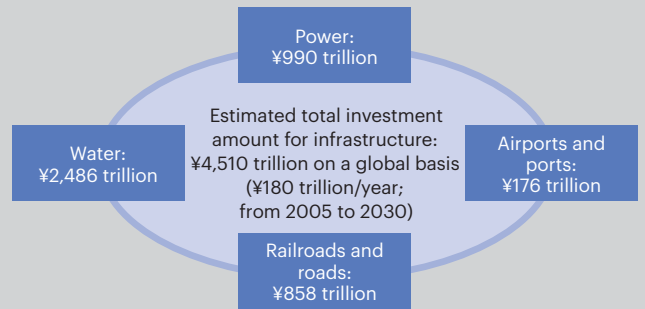 Power:
¥990 trillion
Estimated total investment
amount for infrastructure:
¥4,510 trillion on a global basis
(¥180 trillion/year;
from 2005 to 2030)
Water:
¥2,486 trillion
Airports and
ports:
¥176 trillion
Railroads and
roads:
¥858 trillion